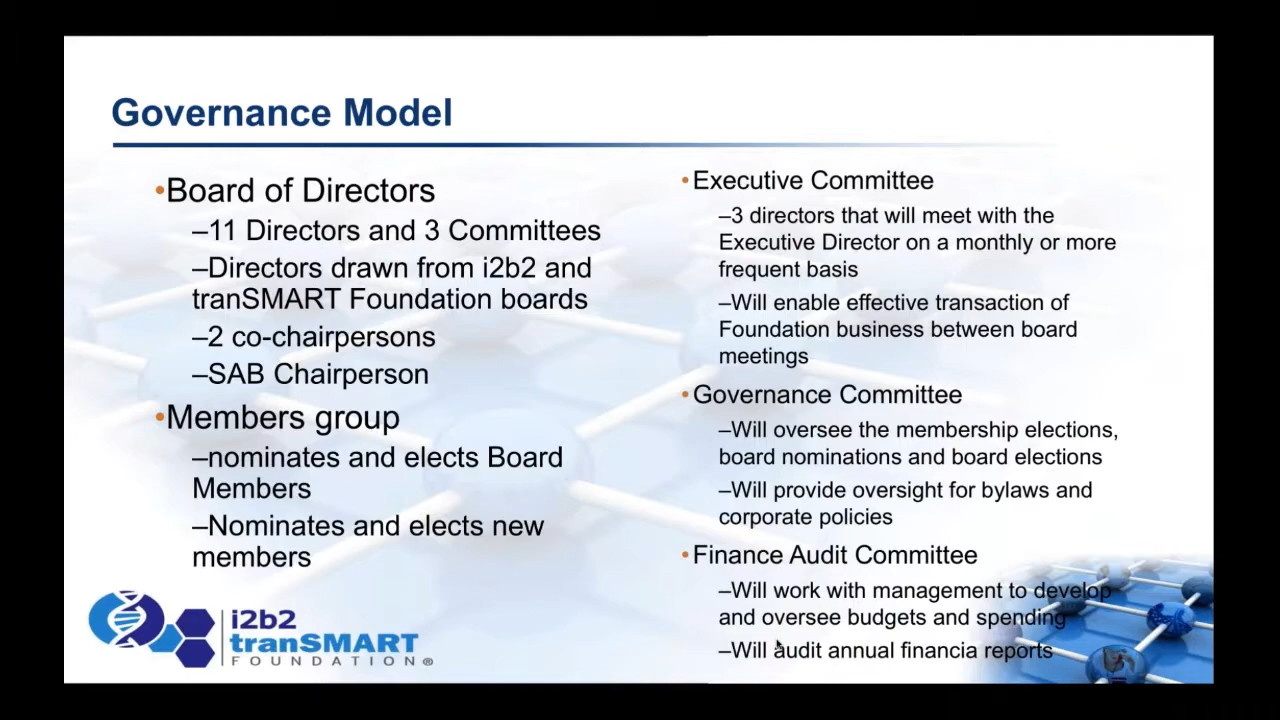 Governance Model
•Board of Directors
–11 Directors and 3 Committees
–Directors drawn from i2b2 and
tranSMART Foundation boards
–2 co-chairpersons
–SAB Chairperson
•Members group
–nominates and elects Board
Members
–Nominates and elects new
members
•Executive Committee
–3 directors that will meet with the
Executive Director on a monthly or more
frequent basis
–Will enable effective transaction of
Foundation business between board
meetings
•Governance Committee
–Will oversee the membership elections,
board nominations and board elections
–Will provide oversight for bylaws and
corporate policies
•Finance Audit Committee
–Will work with management to develop
and oversee budgets and spending
–Will audit annual financia reports
i2b2
tranSMART
FOUNDATION®